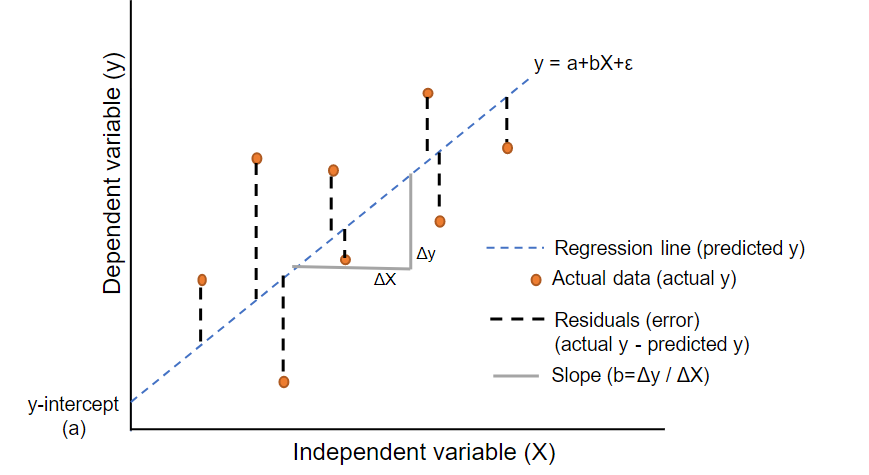 y = a+bX+ε
Dependent variable (y)
Δy
ΔX
Regression line (predicted y)
Actual data (actual y)
Residuals (error)
(actual y - predicted y)
Slope (b=Δy / ΔX)
y-intercept
(a)
Independent variable (X)